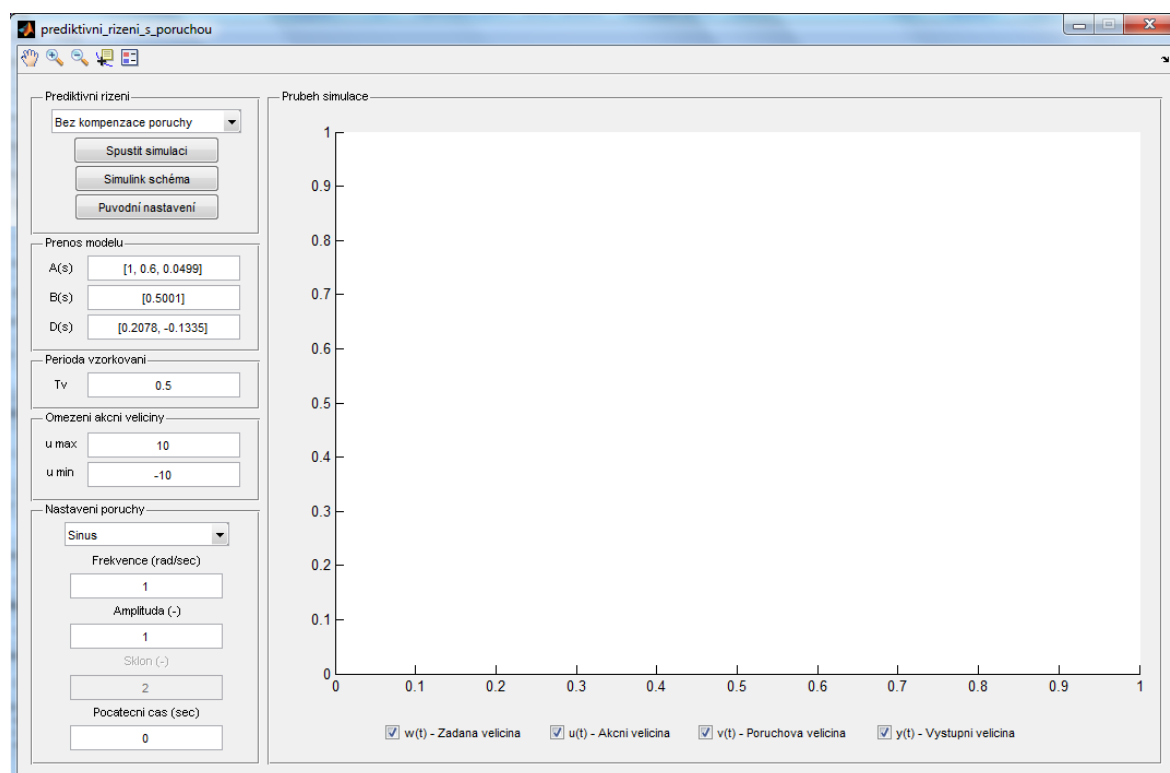 prediktivni_rizeni_s_poruchou
Prediktivni rizeni
Bez kompenzace poruchy
Spustit simulaci
Simulink schéma
Puvodní nastavení
Prenos modelu
A(s) [1, 0.6, 0.0499]
B(s) [0.5001]
D(s) [0.2078, -0.1335]
Perioda vzorkovani
Tv 0.5
Omezeni akcni veliciny
u max 10
u min -10
Nastaveni poruchy
Sinus
Frekvence (rad/sec)
1
Amplituda (-)
1
Sklon (-)
2
Pocatecni cas (sec)
0
Prubeh simulace
1
0.9
0.8
0.7
0.6
0.5
0.4
0.3
0.2
0.1
0
0 0.1 0.2 0.3 0.4 0.5 0.6 0.7 0.8 0.9 1
w(t) - Zadana velicina u(t) - Akcni velicina v(t) - Poruchova velicina y(t) - Vystupni velicina